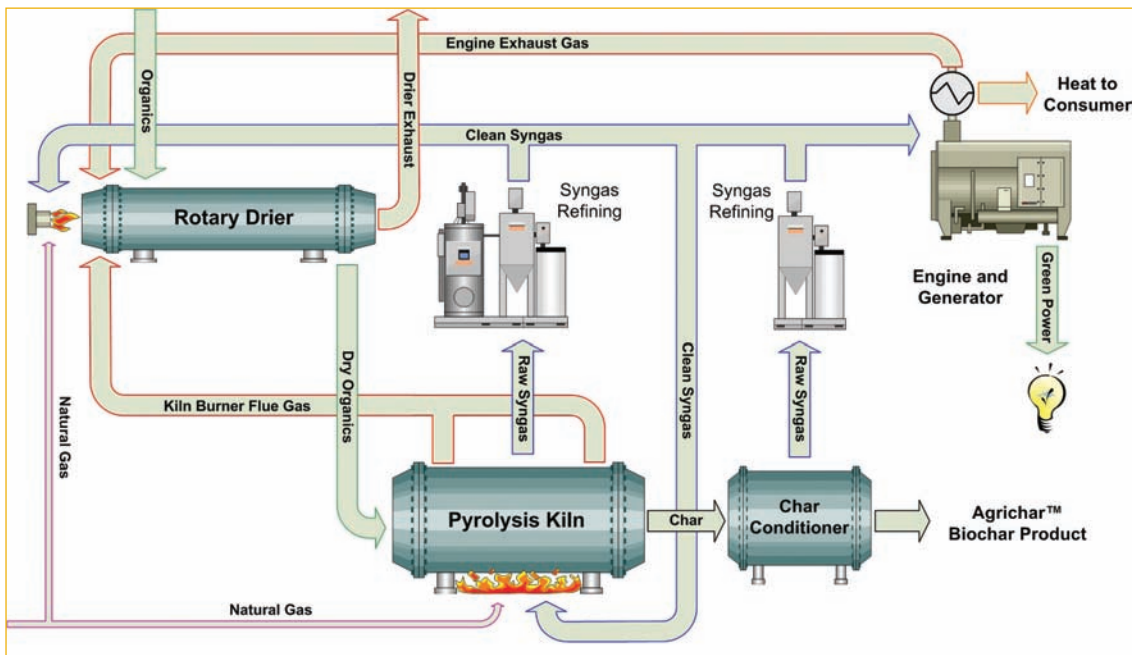 Engine Exhaust Gas
Organics
Drier Exhaust
Heat to
Consumer
Clean Syngas
Syngas
Refining
Syngas
Refining
Rotary Drier
Engine and
Generator
Green Power
Dry Organics
Raw Syngas
Clean Syngas
Raw Syngas
Kiln Burner Flue Gas
Natural Gas
Pyrolysis Kiln
Char
Char
Conditioner
Agrichar™
Biochar Product
Natural Gas